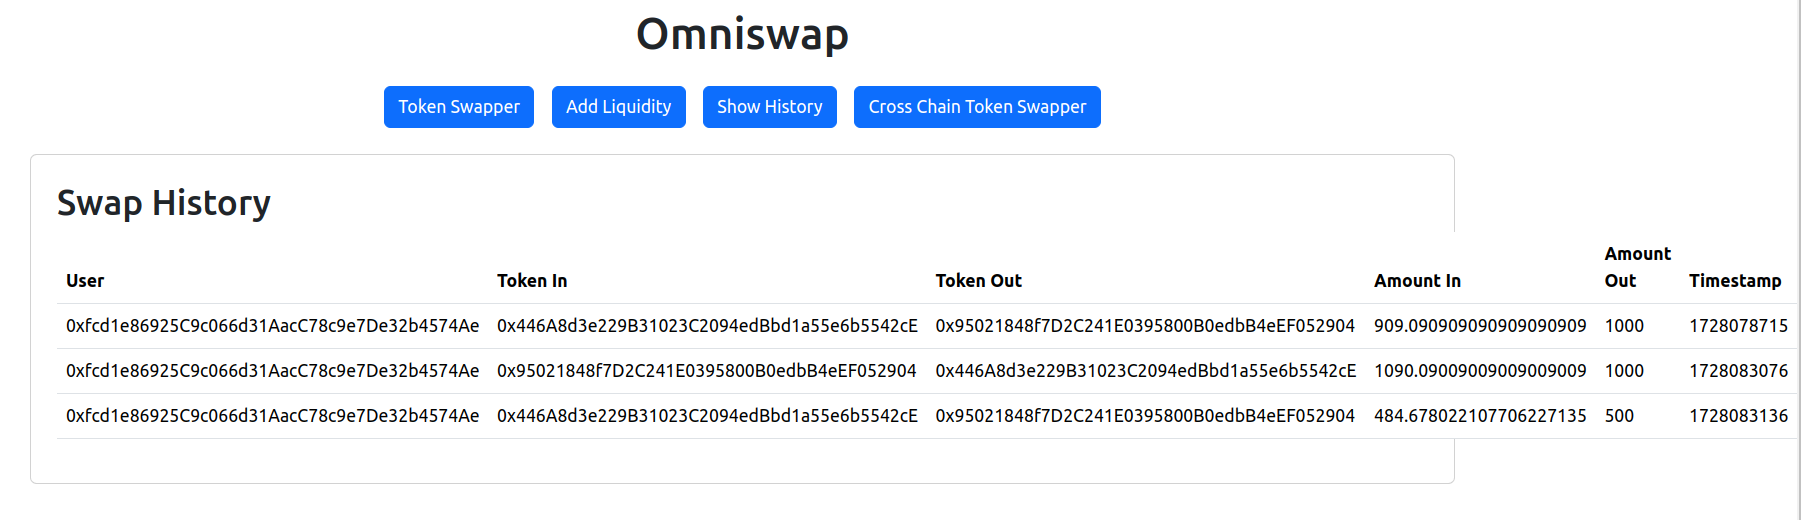 Omniswap
Token Swapper Add Liquidity Show History Cross Chain Token Swapper
Swap History
User Token In Token Out Amount In Amount Out Timestamp
0xfcd1e86925C9c066d31AacC78c9e7De32b4574Ae 0x446A8d3e229B31023C2094edBbd1a55e6b5542cE 0x95021848f7D2C241E0395800B0edbB4eEF052904 909.090909090909090909 1000 1728078715
0xfcd1e86925C9c066d31AacC78c9e7De32b4574Ae 0x95021848f7D2C241E0395800B0edbB4eEF052904 0x446A8d3e229B31023C2094edBbd1a55e6b5542cE 1090.09009009009009009 1000 1728083076
0xfcd1e86925C9c066d31AacC78c9e7De32b4574Ae 0x446A8d3e229B31023C2094edBbd1a55e6b5542cE 0x95021848f7D2C241E0395800B0edbB4eEF052904 484.678022107706227135 500 1728083136